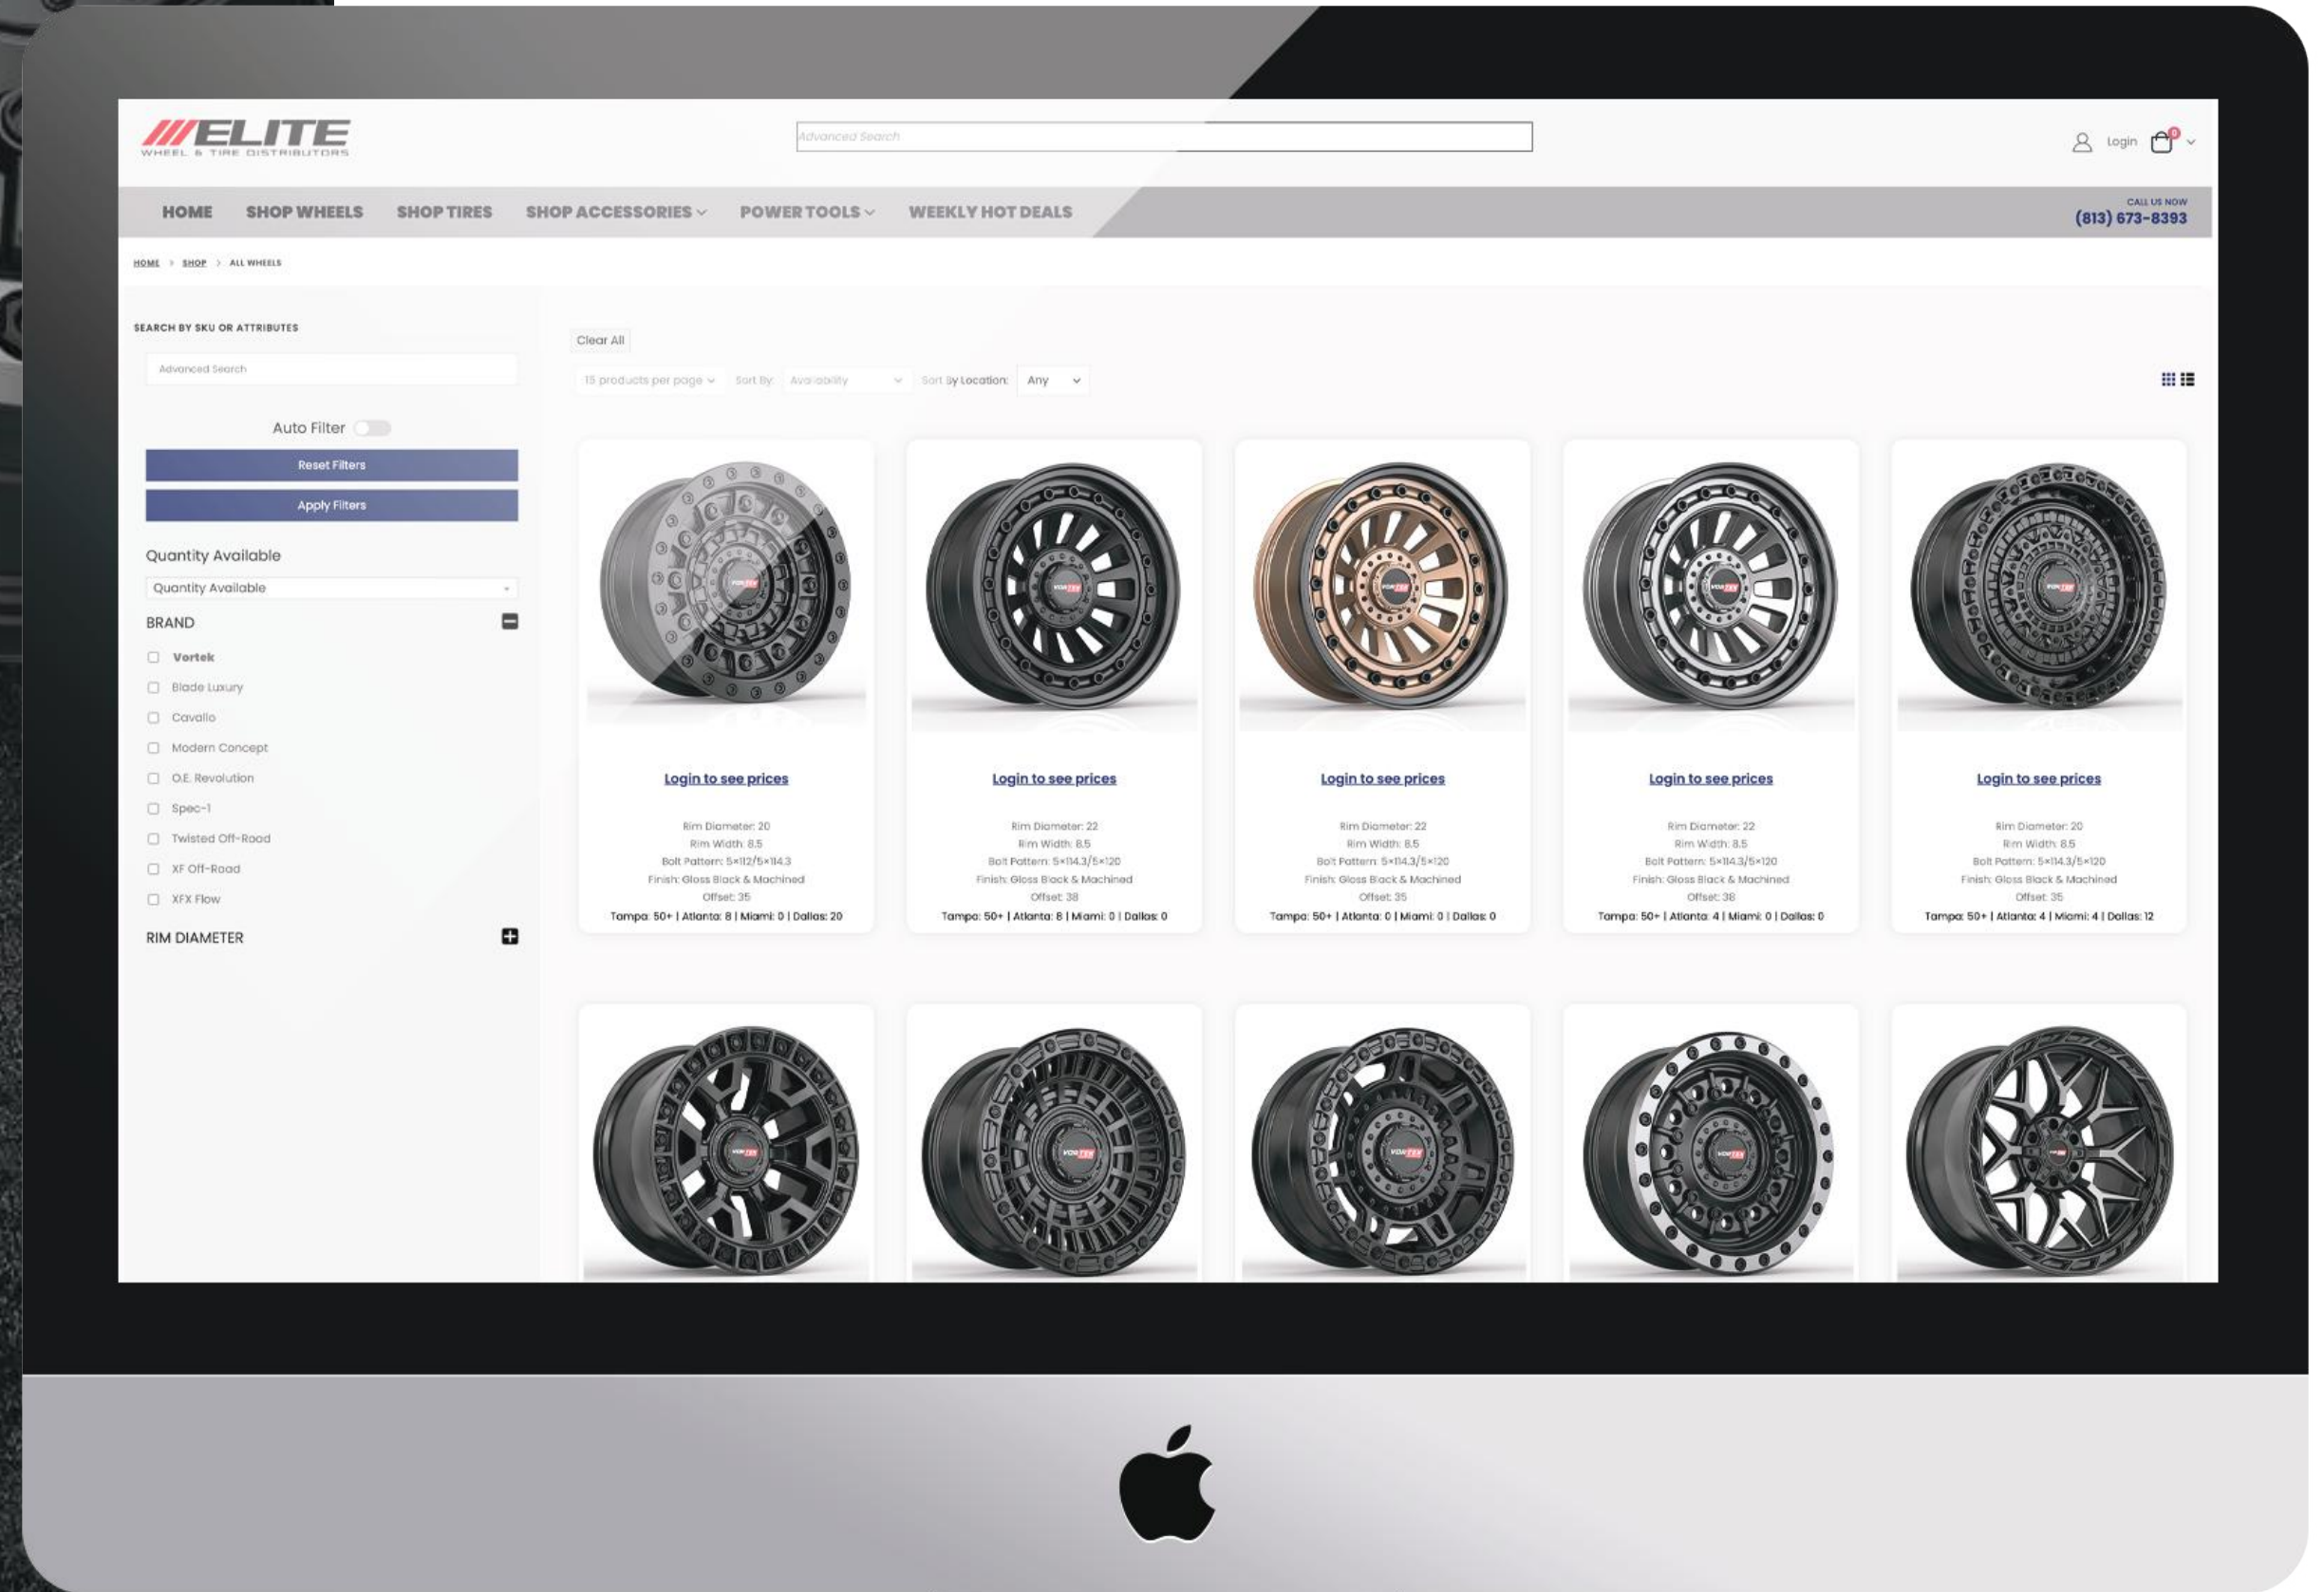 ELITE
WHEEL & TIRE DISTRIBUTORS
Advanced Search
Login
0
HOME
SHOP WHEELS
SHOP TIRES
SHOP ACCESSORIES
POWER TOOLS
WEEKLY HOT DEALS
CALL US NOW
(813) 673-8393
HOME > SHOP > ALL WHEELS
SEARCH BY SKU OR ATTRIBUTES
Advanced Search
Auto Filter
Reset Filters
Apply Filters
Quantity Available
Quantity Available
BRAND
Vortek
Blade Luxury
Cavallo
Modern Concept
O.E. Revolution
Spec-1
Twisted Off-Road
XF Off-Road
XFX Flow
RIM DIAMETER
Clear All
15 products per page
Sort By:
Availability
Sort By Location:
Any
VORTEK
Login to see prices
Rim Diameter: 20
Rim Width: 8.5
Bolt Pattern: 5×112/5×114.3
Finish: Gloss Black & Machined
Offset: 35
Tampa: 50+ | Atlanta: 8 | Miami: 0 | Dallas: 20
VORTEK
Login to see prices
Rim Diameter: 22
Rim Width: 8.5
Bolt Pattern: 5×114.3/5×120
Finish: Gloss Black & Machined
Offset: 38
Tampa: 50+ | Atlanta: 8 | Miami: 0 | Dallas: 0
VORTEK
Login to see prices
Rim Diameter: 22
Rim Width: 8.5
Bolt Pattern: 5×114.3/5×120
Finish: Gloss Black & Machined
Offset: 35
Tampa: 50+ | Atlanta: 0 | Miami: 0 | Dallas: 0
VORTEK
Login to see prices
Rim Diameter: 22
Rim Width: 8.5
Bolt Pattern: 5×114.3/5×120
Finish: Gloss Black & Machined
Offset: 38
Tampa: 50+ | Atlanta: 4 | Miami: 0 | Dallas: 0
VORTEK
Login to see prices
Rim Diameter: 20
Rim Width: 8.5
Bolt Pattern: 5×114.3/5×120
Finish: Gloss Black & Machined
Offset: 35
Tampa: 50+ | Atlanta: 4 | Miami: 4 | Dallas: 12
VORTEK
VORTEK
VORTEK
VORTEK